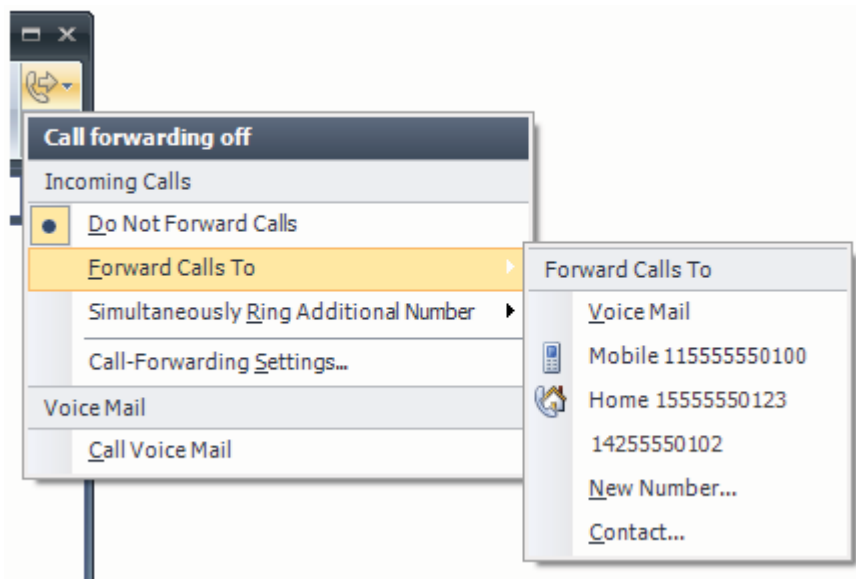 Call forwarding off
Incoming Calls
Do Not Forward Calls
Forward Calls To
Simultaneously Ring Additional Number
Call-Forwarding Settings...
Voice Mail
Call Voice Mail
Forward Calls To
Voice Mail
Mobile 115555550100
Home 15555550123
14255550102
New Number...
Contact...